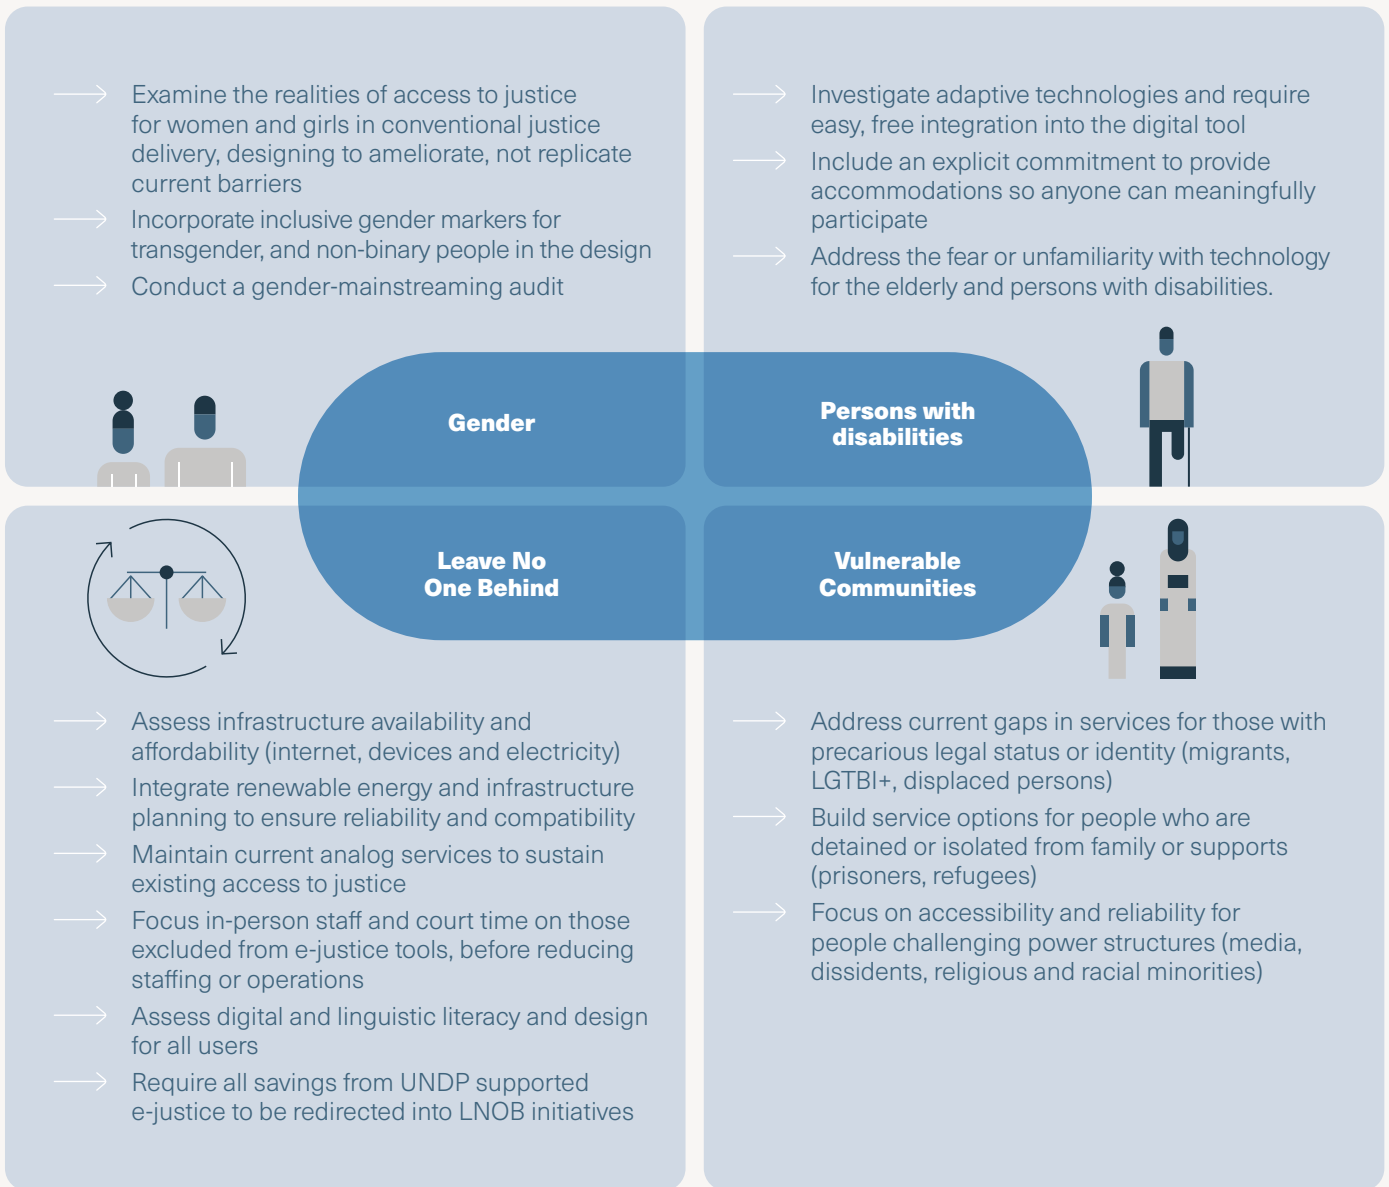 Examine the realities of access to justice
for women and girls in conventional justice
delivery, designing to ameliorate, not replicate
current barriers
Incorporate inclusive gender markers for
transgender, and non-binary people in the design
Conduct a gender-mainstreaming audit
Investigate adaptive technologies and require
easy, free integration into the digital tool
Include an explicit commitment to provide
accommodations so anyone can meaningfully
participate
Address the fear or unfamiliarity with technology
for the elderly and persons with disabilities.
Gender
Persons with
disabilities
Leave No
One Behind
Vulnerable
Communities
Assess infrastructure availability and
affordability (internet, devices and electricity)
Integrate renewable energy and infrastructure
planning to ensure reliability and compatibility
Maintain current analog services to sustain
existing access to justice
Focus in-person staff and court time on those
excluded from e-justice tools, before reducing
staffing or operations
Assess digital and linguistic literacy and design
for all users
Require all savings from UNDP supported
e-justice to be redirected into LNOB initiatives
Address current gaps in services for those with
precarious legal status or identity (migrants,
LGTBI+, displaced persons)
Build service options for people who are
detained or isolated from family or supports
(prisoners, refugees)
Focus on accessibility and reliability for
people challenging power structures (media,
dissidents, religious and racial minorities)